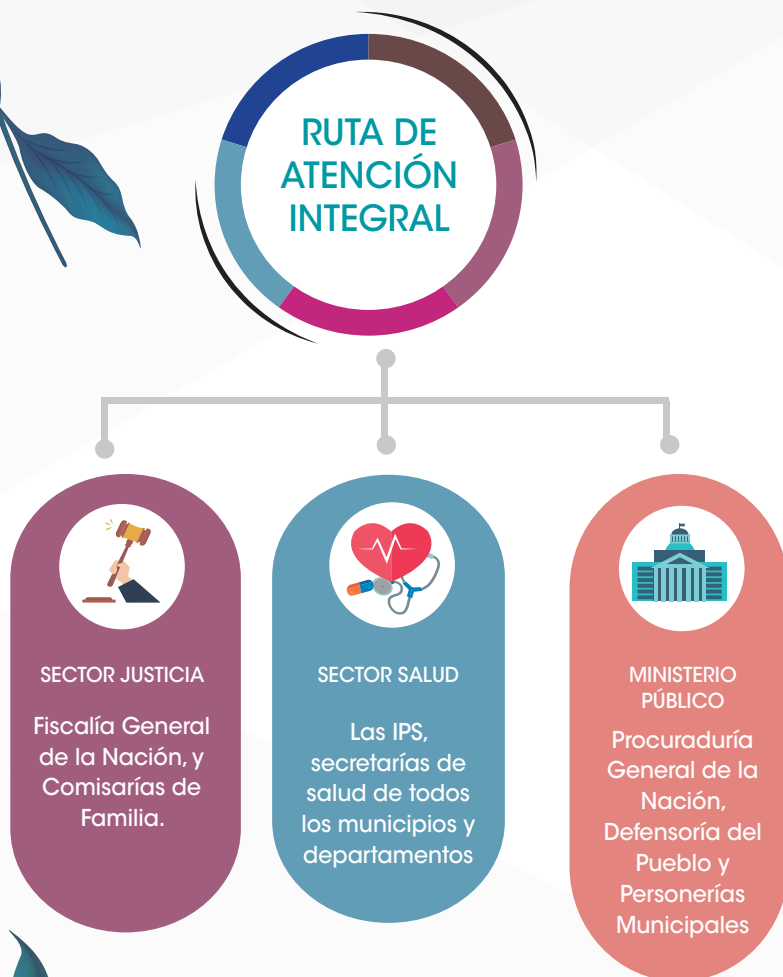 RUTA DE
ATENCIÓN
INTEGRAL
SECTOR JUSTICIA
Fiscalía General
de la Nación, y
Comisarías de
Familia.
SECTOR SALUD
Las IPS,
secretarías de
salud de todos
los municipios y
departamentos
MINISTERIO
PÚBLICO
Procuraduría
General de la
Nación,
Defensoría del
Pueblo y
Personerías
Municipales